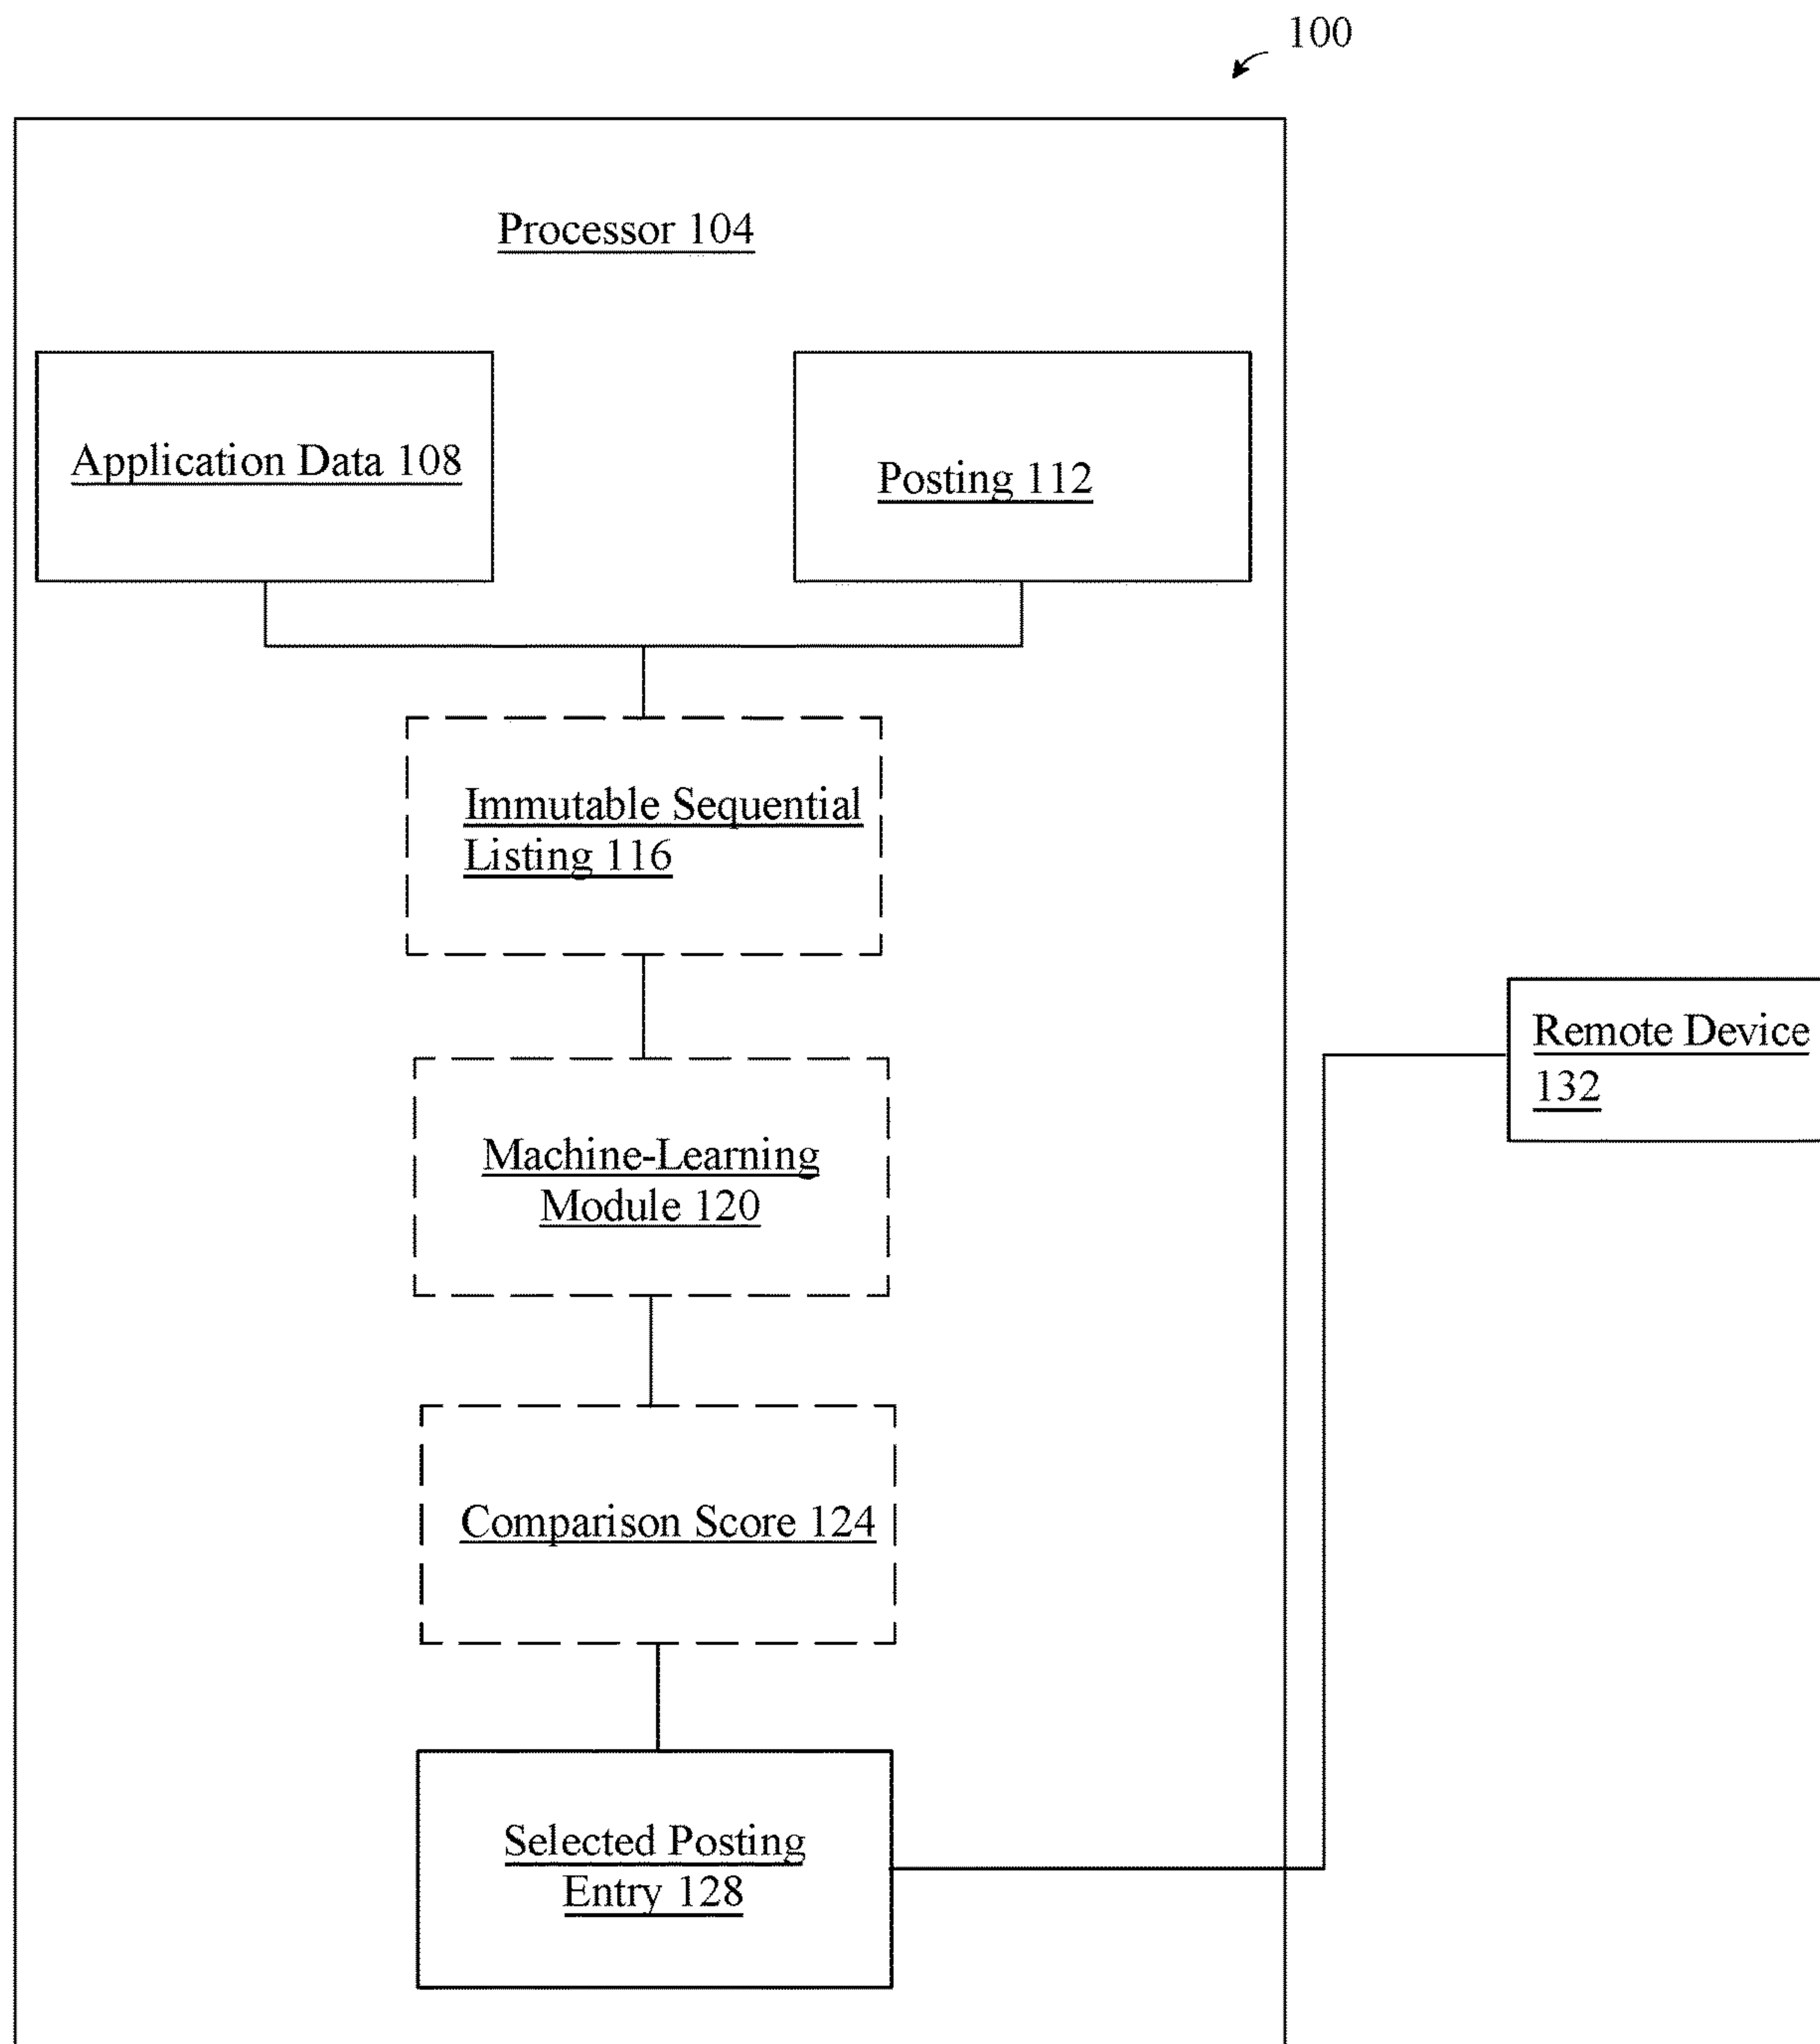 100
Processor 104
Application Data 108
Posting 112
Immutable Sequential
Listing 116
Machine-Learning
Module 120
Remote Device
132
Comparison Score 124
Selected Posting
Entry 128